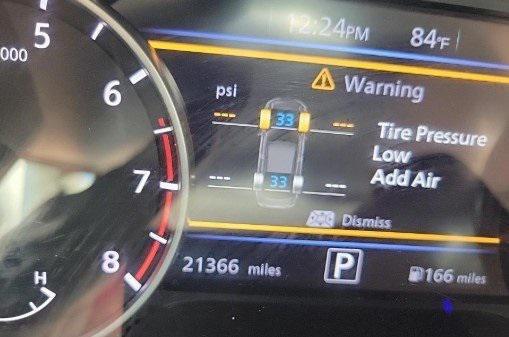 12:24PM 84°F
5
000
6
7
8
H
Warning
psi
--- 33 ---
--- 33 ---
Tire Pressure
Low
Add Air
Dismiss
21366 miles
P
166 miles